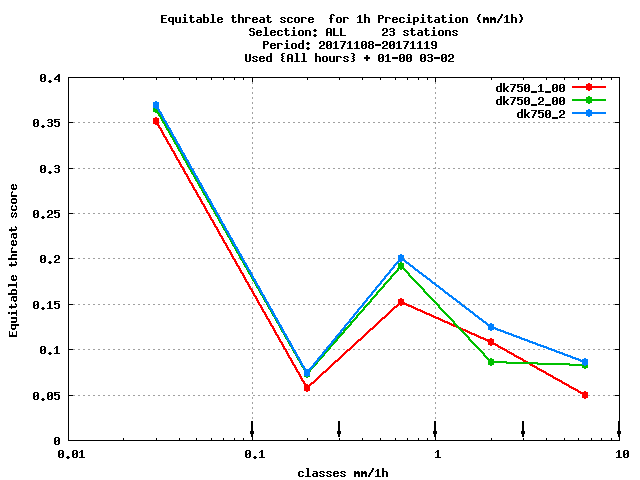 Equitable threat score  for 1h Precipitation (mm/1h)
Selection: ALL     23 stations
Period: 20171108-20171119
Used {All hours} + 01-00 03-02
dk750_1_00
dk750_2_00
dk750_2
0.4
0.35
0.3
0.25
0.2
0.15
0.1
0.05
0
Equitable threat score
0.01
0.1
1
10
classes mm/1h